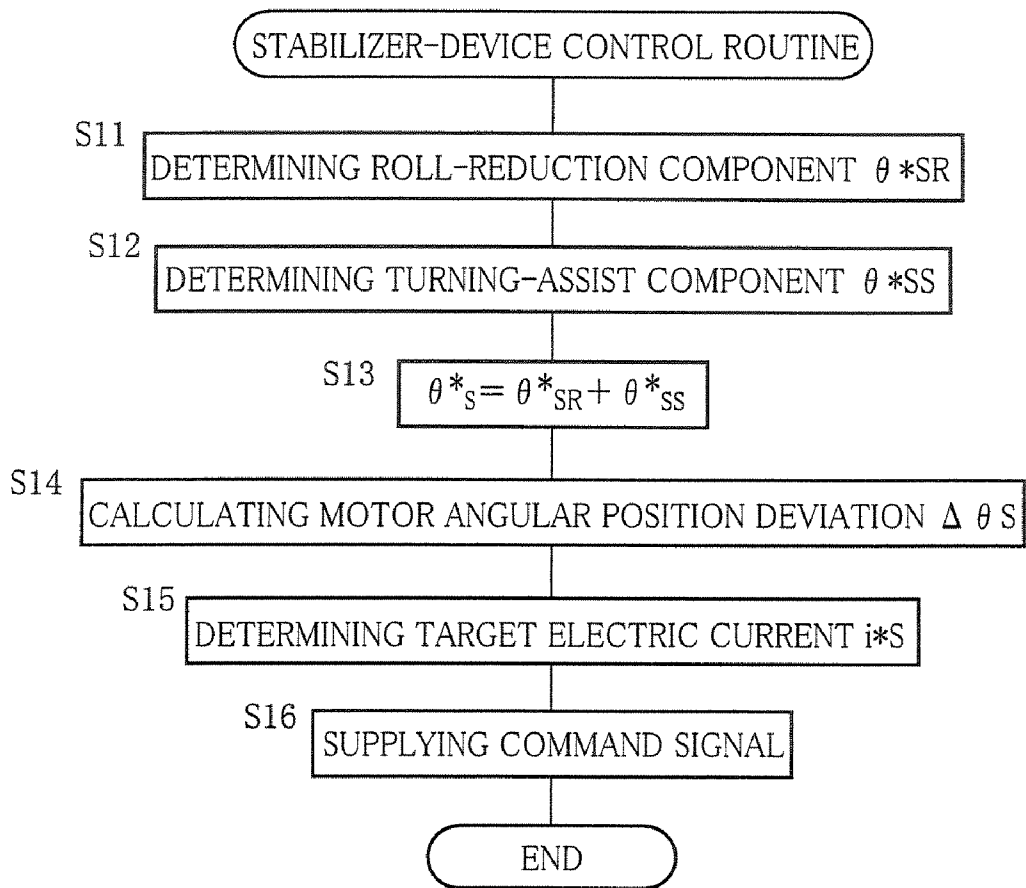 STABILIZER-DEVICE CONTROL ROUTINE
S11
DETERMINING ROLL-REDUCTION COMPONENT θ*SR
S12
DETERMINING TURNING-ASSIST COMPONENT θ*SS
S13
θ*S = θ*SR + θ*SS
S14
CALCULATING MOTOR ANGULAR POSITION DEVIATION Δ θ S
S15
DETERMINING TARGET ELECTRIC CURRENT i*S
S16
SUPPLYING COMMAND SIGNAL
END